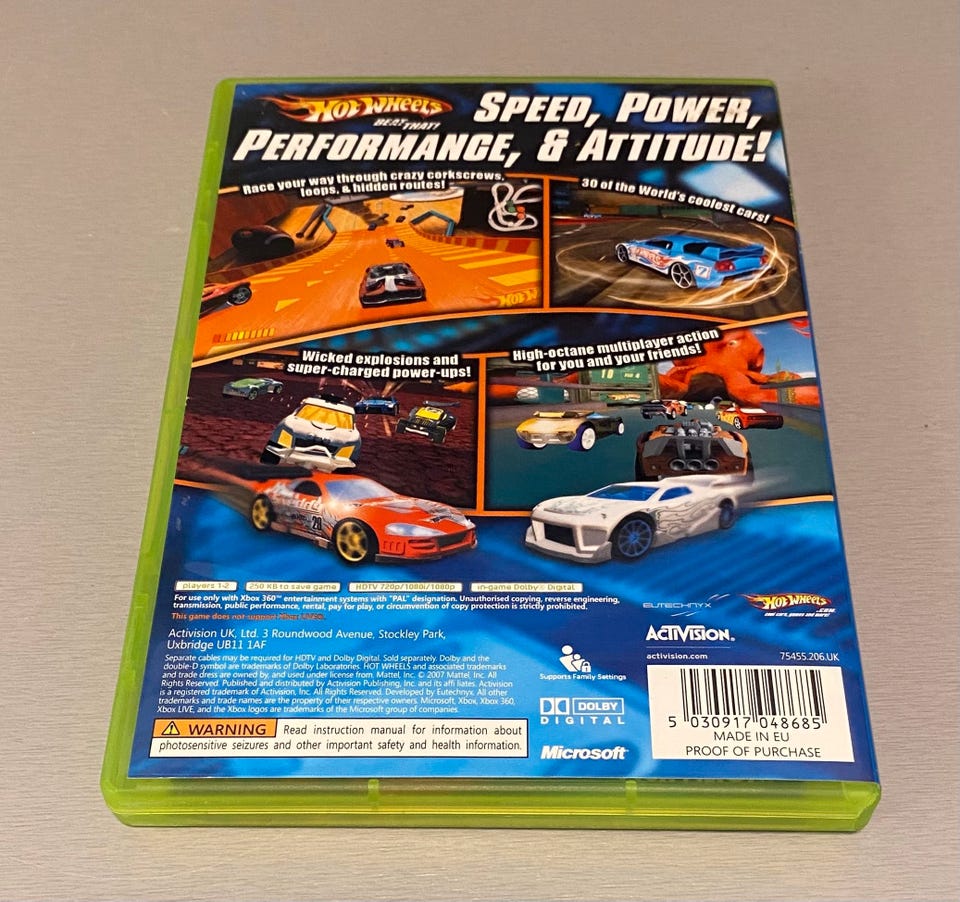 HOT WHEELS
BEAT THAT!
SPEED, POWER,
PERFORMANCE, & ATTITUDE!
Race your way through crazy corkscrews,
loops, & hidden routes!
HOT W
30 of the World's coolest cars!
7
Wicked explosions and
super-charged power-ups!
High-octane multiplayer action
for you and your friends!
10
20
players 1-2
250 KB to save game
HDTV 720p/1080i/1080p
in-game Dolby Digital
For use only with Xbox 360™ entertainment systems with "PAL" designation. Unauthorised copying, reverse engineering,
transmission, public performance, rental, pay for play, or circumvention of copy protection is strictly prohibited.
This game does not support
Activision UK, Ltd. 3 Roundwood Avenue, Stockley Park,
Uxbridge UB11 1AF
Separate cables may be required for HDTV and Dolby Digital. Sold separately. Dolby and the
double-D symbol are trademarks of Dolby Laboratories. HOT WHEELS and associated trademarks
and trade dress are owned by, and used under license from, Mattel, Inc. © 2007 Mattel, Inc. All
Rights Reserved. Published and distributed by Activision Publishing, Inc. and its affi liates. Activision
is a registered trademark of Activision, Inc. All Rights Reserved. Developed by Eutechnyx. All other
trademarks and trade names are the property of their respective owners. Microsoft, Xbox, Xbox 360,
Xbox LIVE, and the Xbox logos are trademarks of the Microsoft group of companies.
WARNING Read instruction manual for information about
photosensitive seizures and other important safety and health information.
EUTECHNYX
HOT WHEELS
.COM
cool cars, games and more!
ACTIVISION®
activision.com
75455.206.UK
Supports Family Settings
DOLBY
DIGITAL
Microsoft®
5 030917 048685
MADE IN EU
PROOF OF PURCHASE